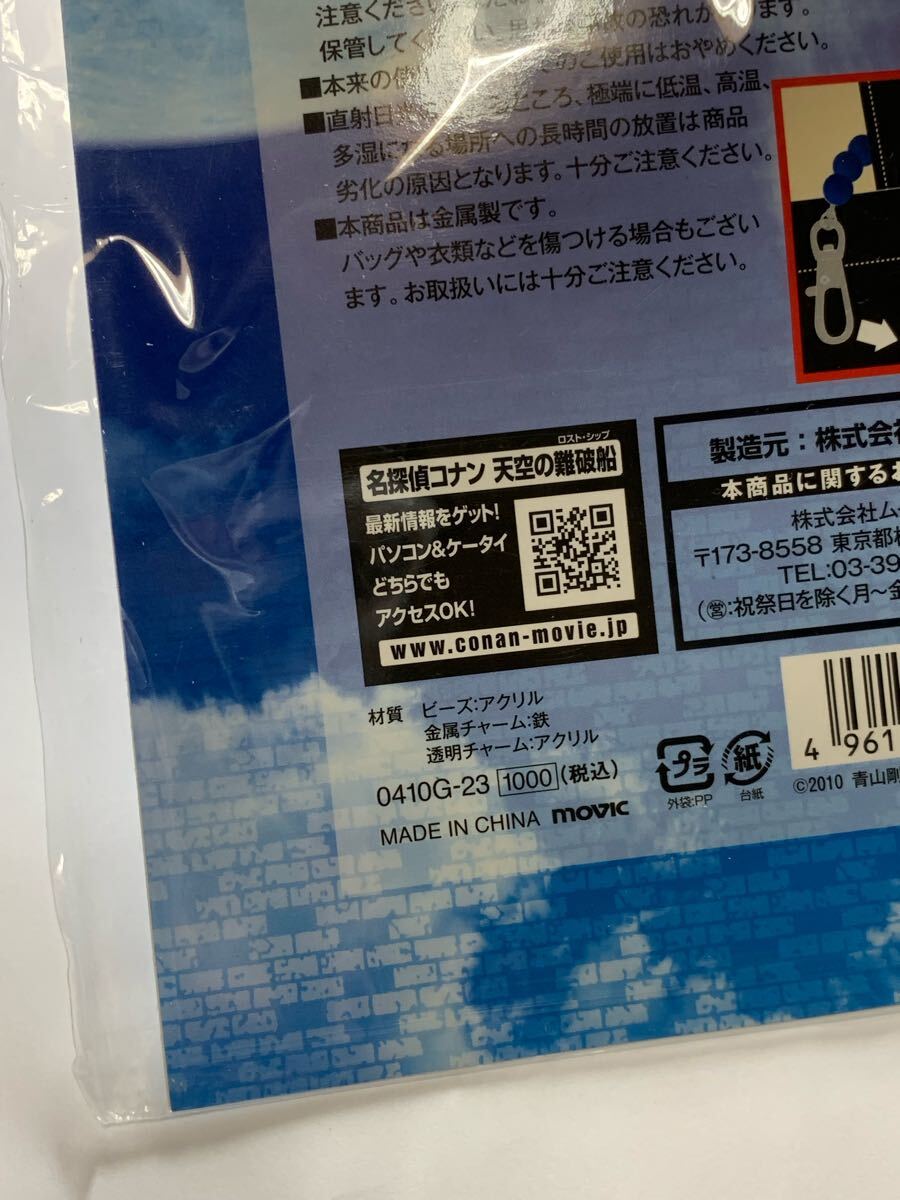 注意ください
の恐れが ます。
保管してく
のご使用はおやめください。
■本来の
■直射日 ところ、極端に低温、高温、
多湿に 場所への長時間の放置は商品
劣化の原因となります。十分ご注意ください。
■本商品は金属製です。
バッグや衣類などを傷つける場合もござい
ます。お取扱いには十分ご注意ください。
ロスト・シップ
名探偵コナン 天空の難破船
最新情報をゲット!
パソコン&ケータイ
どちらでも
アクセスOK!
www.conan-movie.jp
製造元:株式会社
本商品に関するお
株式会社ム
〒173-8558 東京都板
TEL:03-39
(営:祝祭日を除く月〜金
材質 ビーズ:アクリル
金属チャーム:鉄
透明チャーム:アクリル
0410G-23 1000 (税込)
MADE IN CHINA movic
プラ
外袋:PP
紙
台紙
4 961
©2010 青山剛